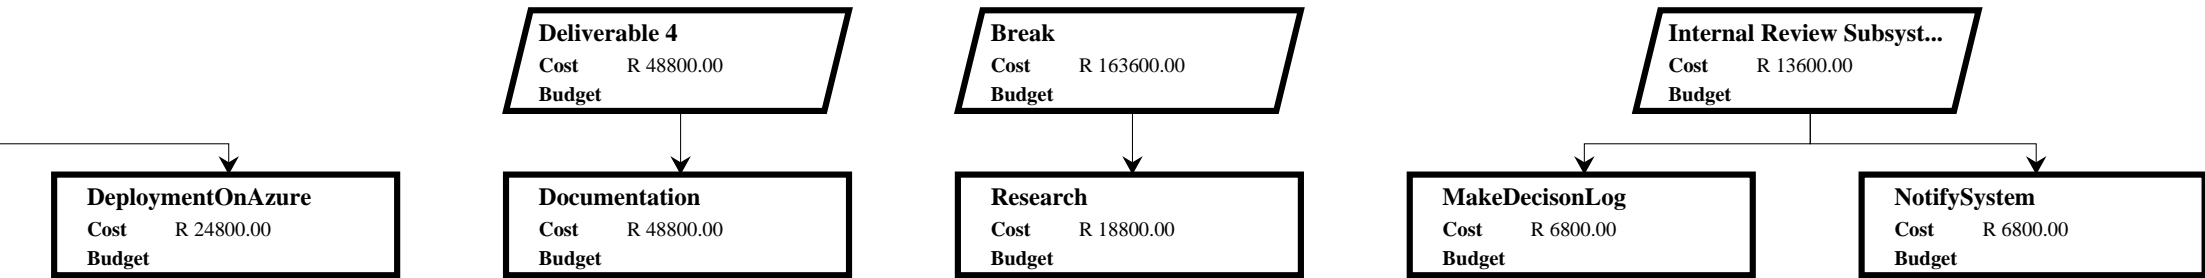 Deliverable 4
Cost R 48800.00
Budget
Break
Cost R 163600.00
Budget
Internal Review Subsyst...
Cost R 13600.00
Budget
DeploymentOnAzure
Cost R 24800.00
Budget
Documentation
Cost R 48800.00
Budget
Research
Cost R 18800.00
Budget
MakeDecisonLog
Cost R 6800.00
Budget
NotifySystem
Cost R 6800.00
Budget